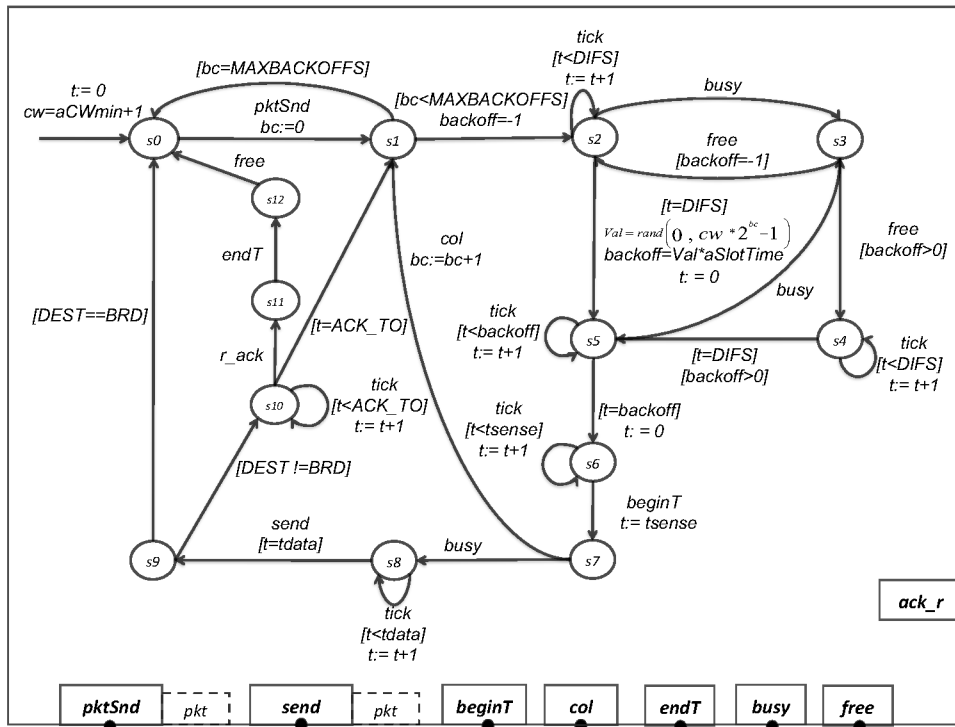 t:= 0
cw=aCWmin+1
[bc=MAXBACKOFFS]
pktSnd
bc:=0
[bc<MAXBACKOFFS]
backoff=-1
tick
[t<DIFS]
t:= t+1
busy
s0
s1
s2
s3
free
[backoff=-1]
free
s12
[t=DIFS]
Val = rand(0 , cw * 2^bc − 1)
backoff=Val*aSlotTime
t: = 0
col
bc:=bc+1
free
[backoff>0]
endT
busy
s11
[DEST==BRD]
[t=ACK_TO]
tick
[t<backoff]
t:= t+1
s5
s4
r_ack
[t=DIFS]
[backoff>0]
tick
[t<DIFS]
t:= t+1
s10
tick
[t<ACK_TO]
t:= t+1
tick
[t<tsense]
t:= t+1
[t=backoff]
t: = 0
s6
[DEST !=BRD]
beginT
t:= tsense
send
[t=tdata]
busy
s9
s8
s7
tick
[t<tdata]
t:= t+1
ack_r
pktSnd
pkt
send
pkt
beginT
col
endT
busy
free